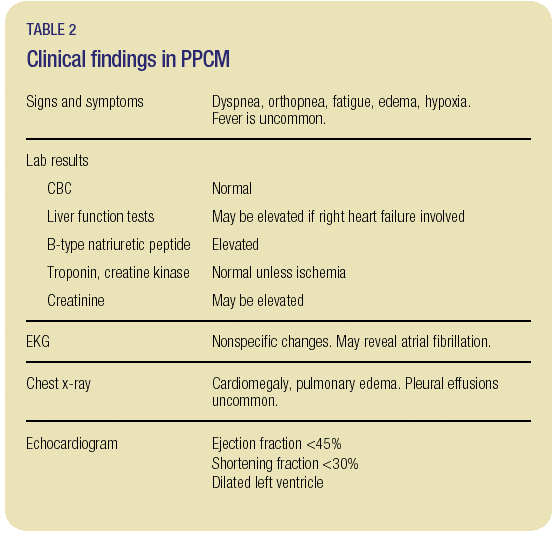 TABLE 2
Clinical findings in PPCM
Signs and symptoms Dyspnea, orthopnea, fatigue, edema, hypoxia.
Fever is uncommon.
Lab results
CBC Normal
Liver function tests May be elevated if right heart failure involved
B-type natriuretic peptide Elevated
Troponin, creatine kinase Normal unless ischemia
Creatinine May be elevated
EKG Nonspecific changes. May reveal atrial fibrillation.
Chest x-ray Cardiomegaly, pulmonary edema. Pleural effusions
uncommon.
Echocardiogram Ejection fraction <45%
Shortening fraction <30%
Dilated left ventricle